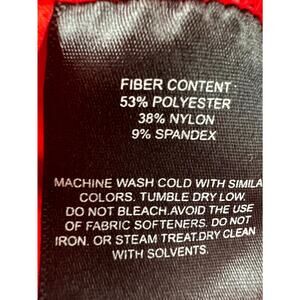 FIBER CONTENT
53% POLYESTER
38% NYLON
9% SPANDEX
MACHINE WASH COLD WITH SIMILA
COLORS. TUMBLE DRY LOW.
DO NOT BLEACH.AVOID THE USE
OF FABRIC SOFTENERS. DO NOT
IRON. OR STEAM TREAT.DRY CLEAN
WITH SOLVENTS.